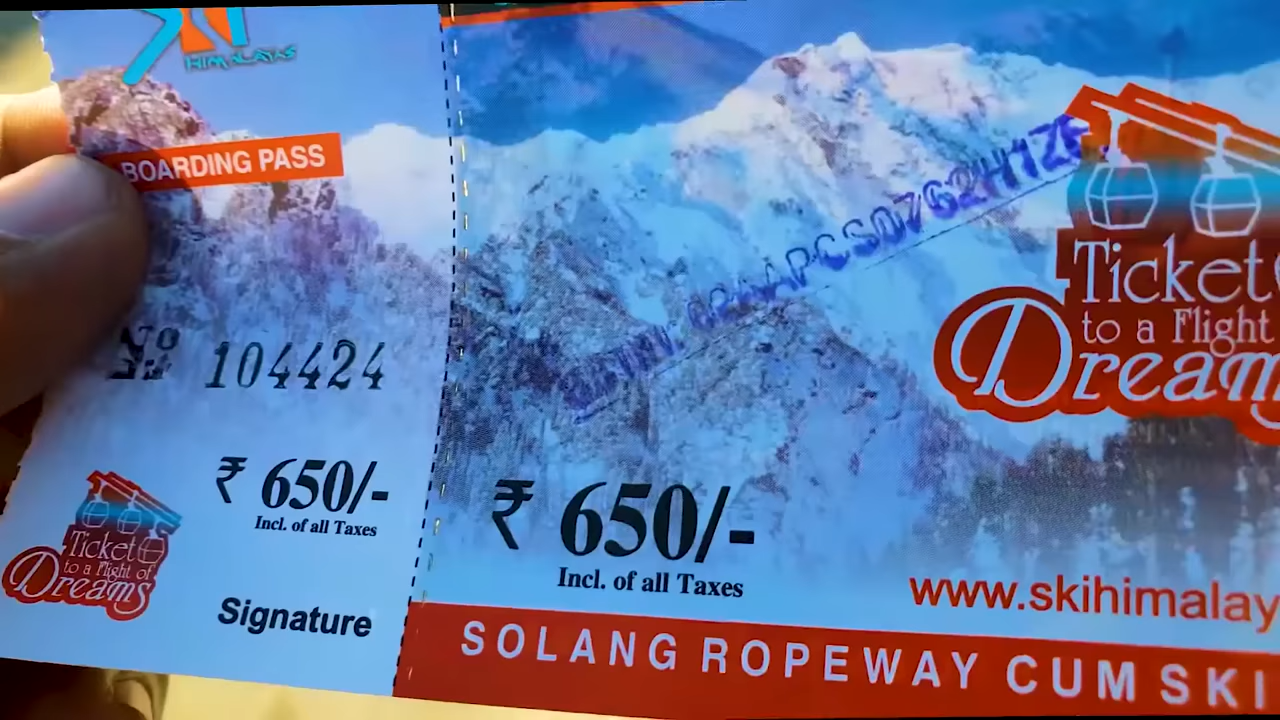 HIMALAYAS
BOARDING PASS
No 104424
₹ 650/-
Incl. of all Taxes
Ticket
to a Flight of
Dreams
Signature
Ticket
to a Flight
Dream
₹ 650/-
Incl. of all Taxes
www.skihimalay
SOLANG ROPEWAY CUM SKI